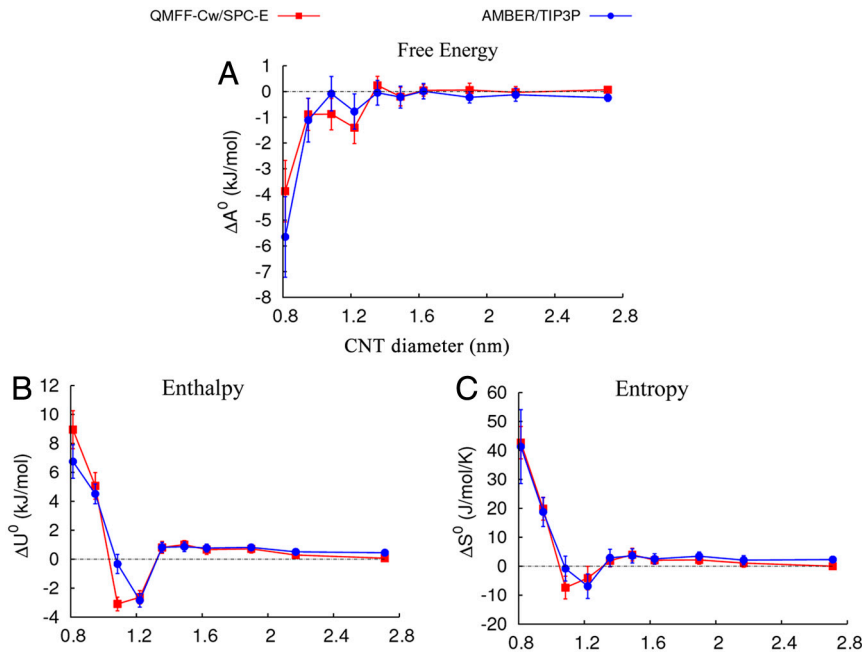 QMFF-Cw/SPC-E AMBER/TIP3P
A Free Energy
1
0
-1
-2
-3
-4
-5
-6
-7
-8
ΔA⁰ (kJ/mol)
0.8 1.2 1.6 2 2.4 2.8
CNT diameter (nm)
B Enthalpy
12
10
8
6
4
2
0
-2
-4
ΔU⁰ (kJ/mol)
0.8 1.2 1.6 2 2.4 2.8
C Entropy
60
50
40
30
20
10
0
-10
-20
ΔS⁰ (J/mol/K)
0.8 1.2 1.6 2 2.4 2.8